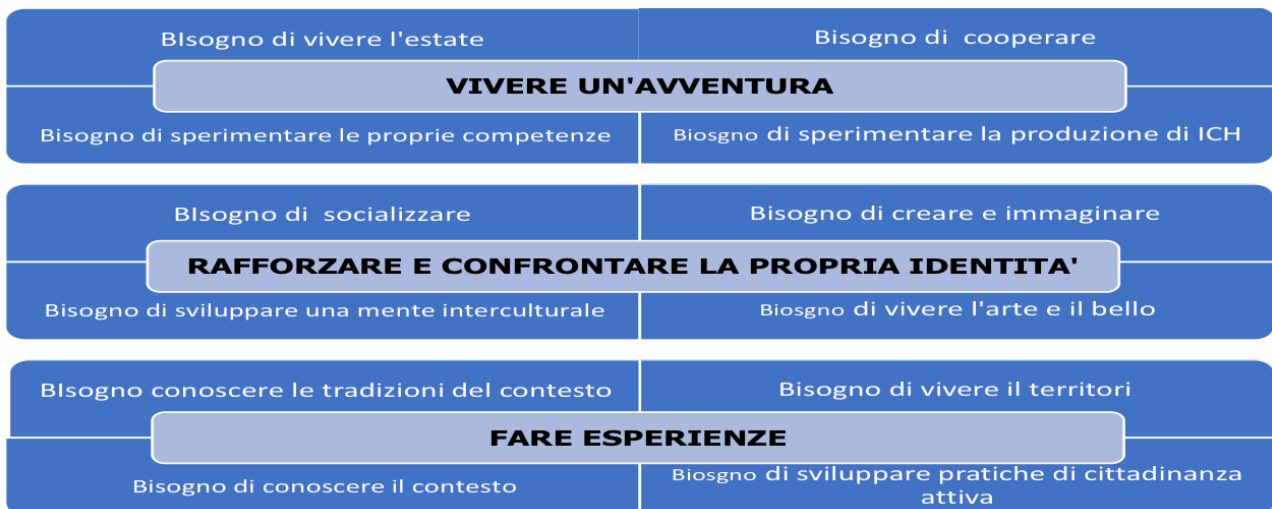 BIsogno di vivere l'estate
Bisogno di cooperare
VIVERE UN'AVVENTURA
Bisogno di sperimentare le proprie competenze
Biosgno di sperimentare la produzione di ICH
BIsogno di socializzare
Bisogno di creare e immaginare
RAFFORZARE E CONFRONTARE LA PROPRIA IDENTITA'
Bisogno di sviluppare una mente interculturale
Biosgno di vivere l'arte e il bello
BIsogno conoscere le tradizioni del contesto
Bisogno di vivere il territori
FARE ESPERIENZE
Bisogno di conoscere il contesto
Biosgno di sviluppare pratiche di cittadinanza
attiva